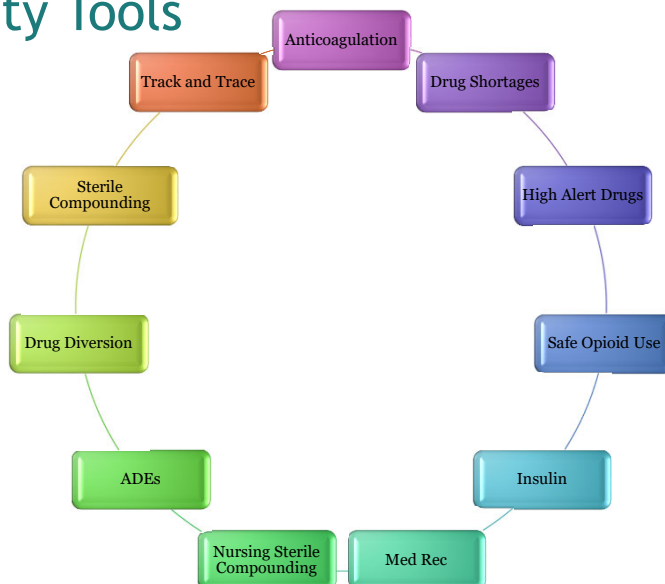 ty Tools
Anticoagulation
Drug Shortages
High Alert Drugs
Safe Opioid Use
Insulin
Med Rec
Nursing Sterile
Compounding
ADEs
Drug Diversion
Sterile
Compounding
Track and Trace